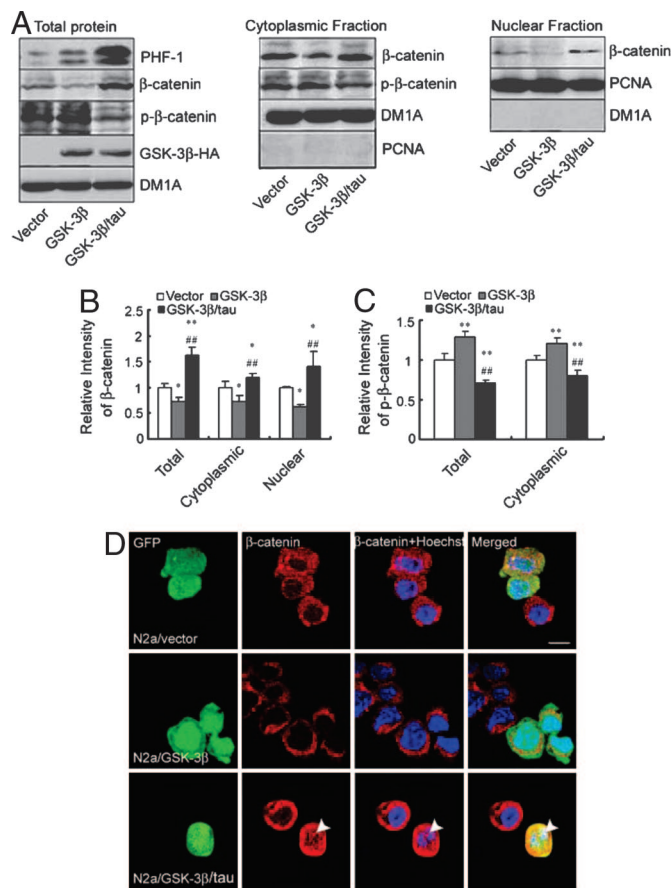 A
Total protein
PHF-1
β-catenin
p-β-catenin
GSK-3β-HA
DM1A
Vector
GSK-3β
GSK-3β/tau
Cytoplasmic Fraction
β-catenin
p-β-catenin
DM1A
PCNA
Vector
GSK-3β
GSK-3β/tau
Nuclear Fraction
β-catenin
PCNA
DM1A
Vector
GSK-3β
GSK-3β/tau
B
Vector GSK-3β
GSK-3β/tau
Relative Intensity
of β-catenin
2.5
2
1.5
1
0.5
0
* ** ##
* * ##
* * ##
Total
Cytoplasmic
Nuclear
C
Vector GSK-3β
GSK-3β/tau
Relative Intensity
of p-β-catenin
1.5
1
0.5
0
** ** ##
** ** ##
Total
Cytoplasmic
D
GFP β-catenin β-catenin+Hoechst Merged
N2a/vector
N2a/GSK-3β
N2a/GSK-3β/tau